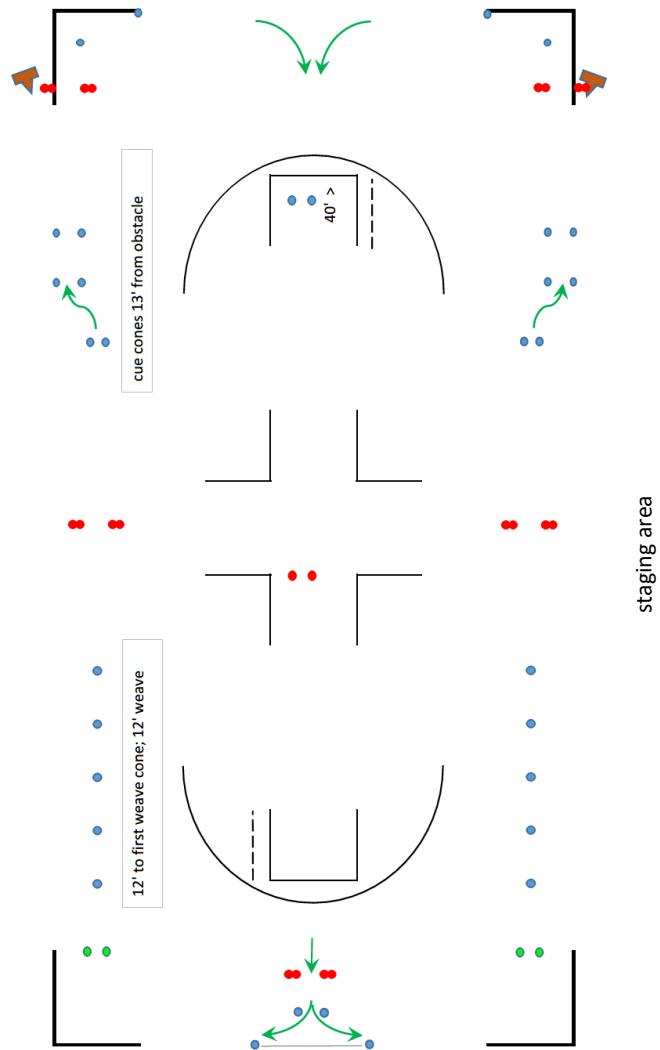 40' >
cue cones 13' from obstacle
staging area
12' to first weave cone; 12' weave